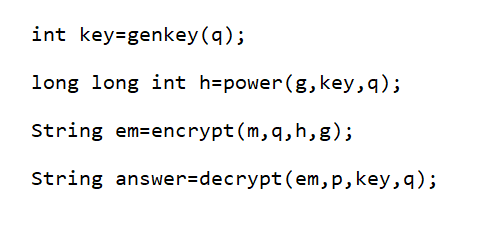 int key=genkey(q);
long long int h=power(g,key,q);
String em=encrypt(m,q,h,g);
String answer=decrypt(em,p,key,q);